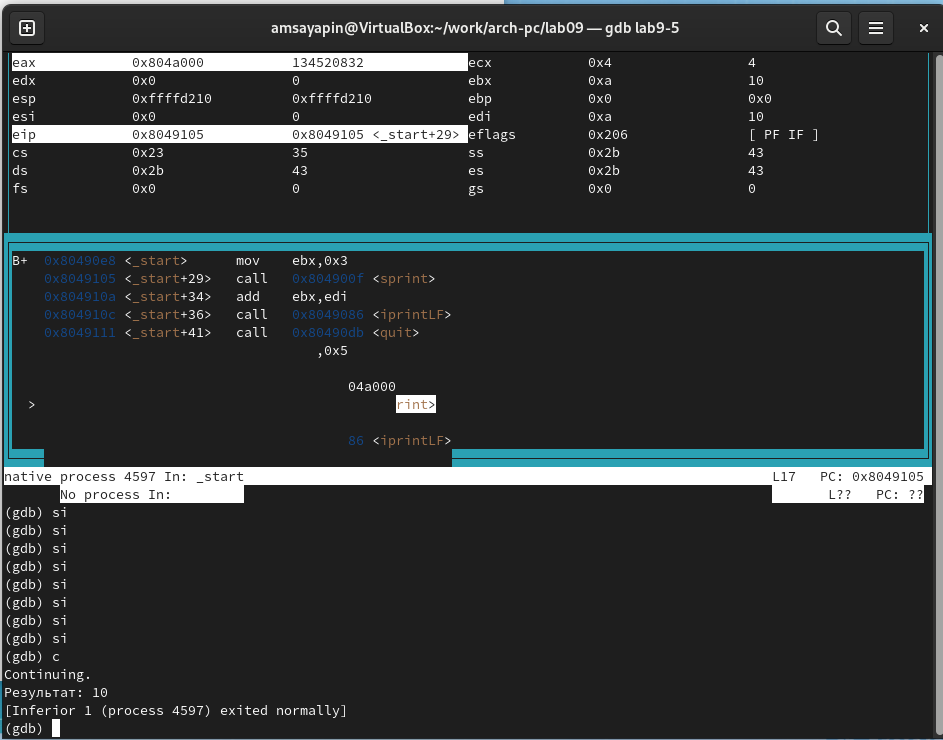 amsayapin@VirtualBox:~/work/arch-pc/lab09 — gdb lab9-5
eax 0x804a000 134520832 ecx 0x4 4
edx 0x0 0 ebx 0xa 10
esp 0xffffd210 0xffffd210 ebp 0x0 0x0
esi 0x0 0 edi 0xa 10
eip 0x8049105 0x8049105 <_start+29> eflags 0x206 [ PF IF ]
cs 0x23 35 ss 0x2b 43
ds 0x2b 43 es 0x2b 43
fs 0x0 0 gs 0x0 0
B+ 0x80490e8 <_start> mov ebx,0x3
0x8049105 <_start+29> call 0x804900f <sprint>
0x804910a <_start+34> add ebx,edi
0x804910c <_start+36> call 0x8049086 <iprintLF>
0x8049111 <_start+41> call 0x80490db <quit>
,0x5
04a000
> rint>
86 <iprintLF>
native process 4597 In: _start L17 PC: 0x8049105
No process In: L?? PC: ??
(gdb) si
(gdb) si
(gdb) si
(gdb) si
(gdb) si
(gdb) si
(gdb) si
(gdb) si
(gdb) c
Continuing.
Результат: 10
[Inferior 1 (process 4597) exited normally]
(gdb)